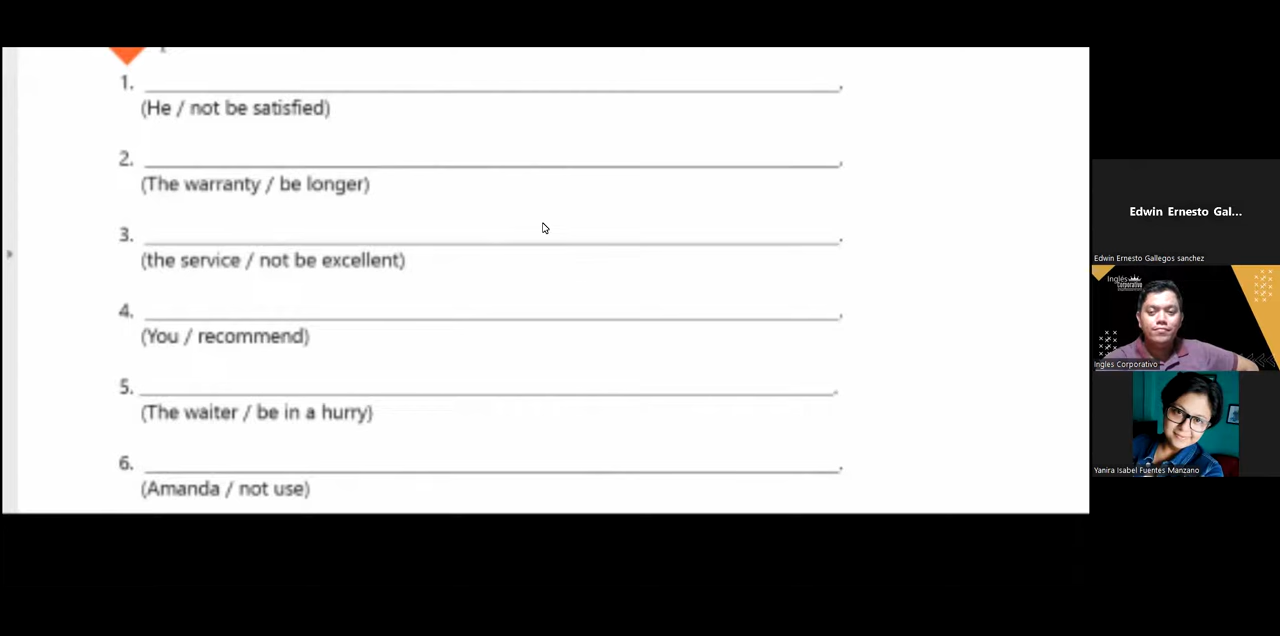 1.
(He / not be satisfied)
2.
(The warranty / be longer)
3.
(the service / not be excellent)
4.
(You / recommend)
5.
(The waiter / be in a hurry)
6.
(Amanda / not use)
Edwin Ernesto Gal...
Edwin Ernesto Gallegos sanchez
Inglés
Corporativo
Ingles Corporativo
Yanira Isabel Fuentes Manzano